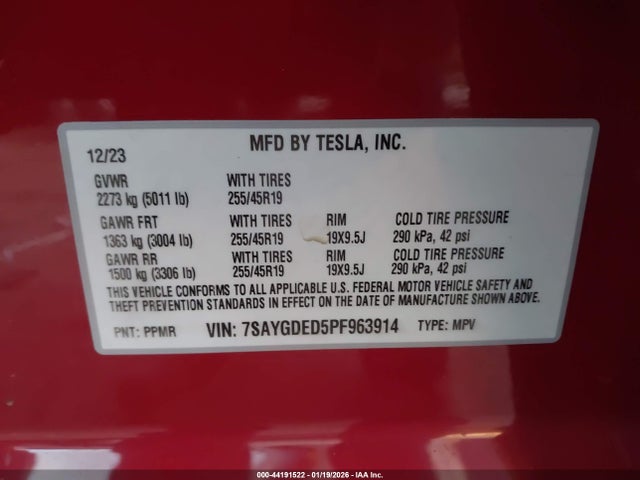 12/23 MFD BY TESLA, INC.
GVWR WITH TIRES
2273 kg (5011 lb) 255/45R19
GAWR FRT WITH TIRES RIM COLD TIRE PRESSURE
1363 kg (3004 lb) 255/45R19 19X9.5J 290 kPa, 42 psi
GAWR RR WITH TIRES RIM COLD TIRE PRESSURE
1500 kg (3306 lb) 255/45R19 19X9.5J 290 kPa, 42 psi
THIS VEHICLE CONFORMS TO ALL APPLICABLE U.S. FEDERAL MOTOR VEHICLE SAFETY AND
THEFT PREVENTION STANDARDS IN EFFECT ON THE DATE OF MANUFACTURE SHOWN ABOVE.
PNT: PPMR VIN: 7SAYGDED5PF963914 TYPE: MPV
000-44191522 - 01/19/2026 - IAA Inc.